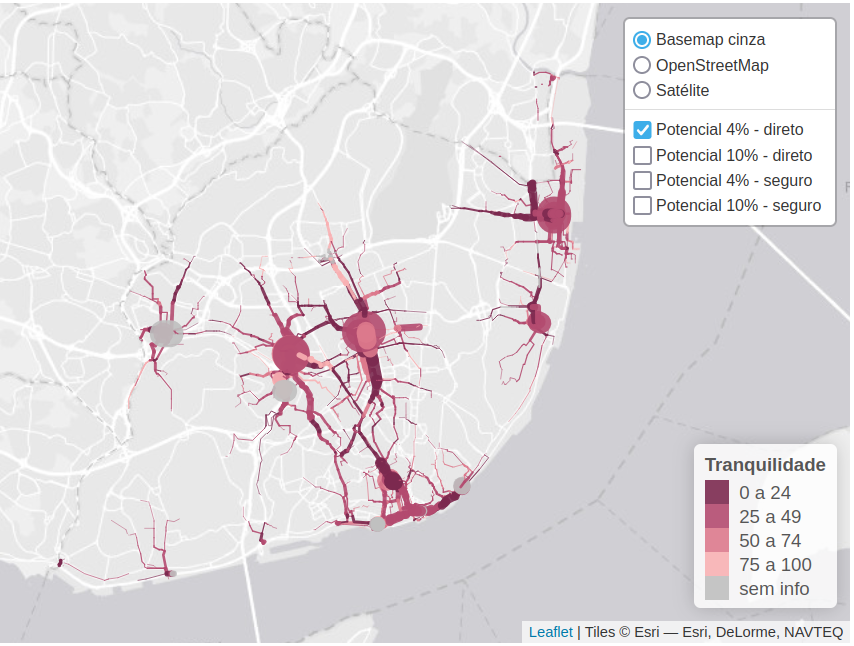 Basemap cinza
OpenStreetMap
Satélite
Potencial 4% - direto
Potencial 10% - direto
Potencial 4% - seguro
Potencial 10% - seguro
Tranquilidade
0 a 24
25 a 49
50 a 74
75 a 100
sem info
Leaflet | Tiles © Esri — Esri, DeLorme, NAVTEQ